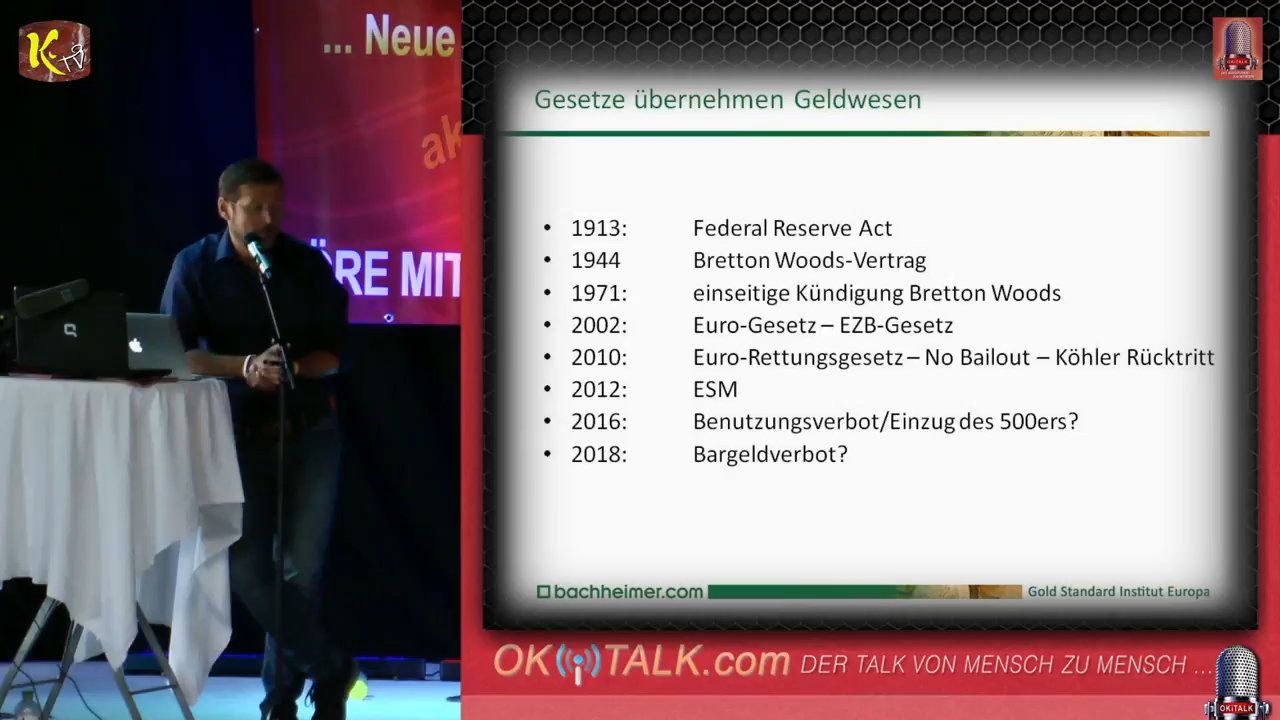 K TV
... Neue
ak
ÖRE MIT
Gesetze übernehmen Geldwesen
• 1913: Federal Reserve Act
• 1944 Bretton Woods-Vertrag
• 1971: einseitige Kündigung Bretton Woods
• 2002: Euro-Gesetz – EZB-Gesetz
• 2010: Euro-Rettungsgesetz – No Bailout – Köhler Rücktritt
• 2012: ESM
• 2016: Benutzungsverbot/Einzug des 500ers?
• 2018: Bargeldverbot?
bachheimer.com
Gold Standard Institut Europa
OKiTALK.com DER TALK VON MENSCH ZU MENSCH ...
OKiTALK